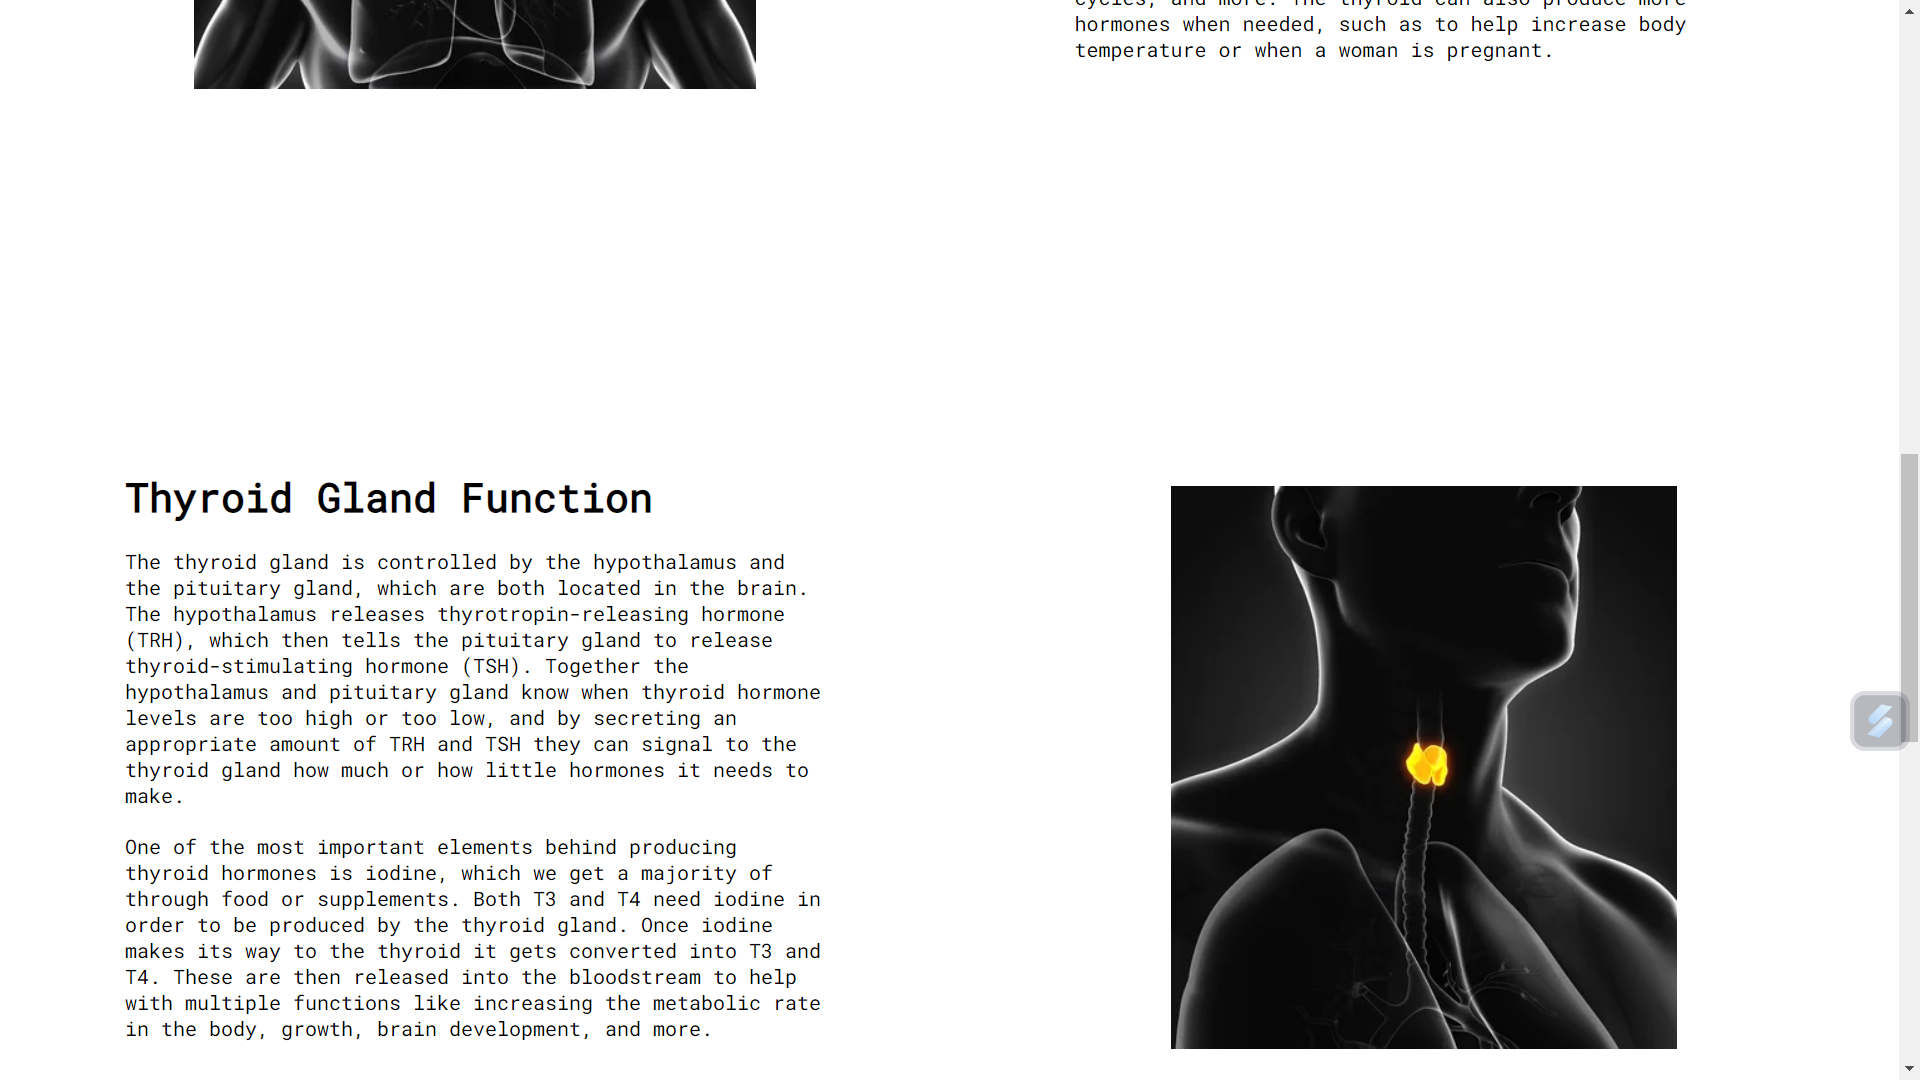 cycles, and more. The thyroid can also produce more
hormones when needed, such as to help increase body
temperature or when a woman is pregnant.
Thyroid Gland Function
The thyroid gland is controlled by the hypothalamus and
the pituitary gland, which are both located in the brain.
The hypothalamus releases thyrotropin-releasing hormone
(TRH), which then tells the pituitary gland to release
thyroid-stimulating hormone (TSH). Together the
hypothalamus and pituitary gland know when thyroid hormone
levels are too high or too low, and by secreting an
appropriate amount of TRH and TSH they can signal to the
thyroid gland how much or how little hormones it needs to
make.
One of the most important elements behind producing
thyroid hormones is iodine, which we get a majority of
through food or supplements. Both T3 and T4 need iodine in
order to be produced by the thyroid gland. Once iodine
makes its way to the thyroid it gets converted into T3 and
T4. These are then released into the bloodstream to help
with multiple functions like increasing the metabolic rate
in the body, growth, brain development, and more.